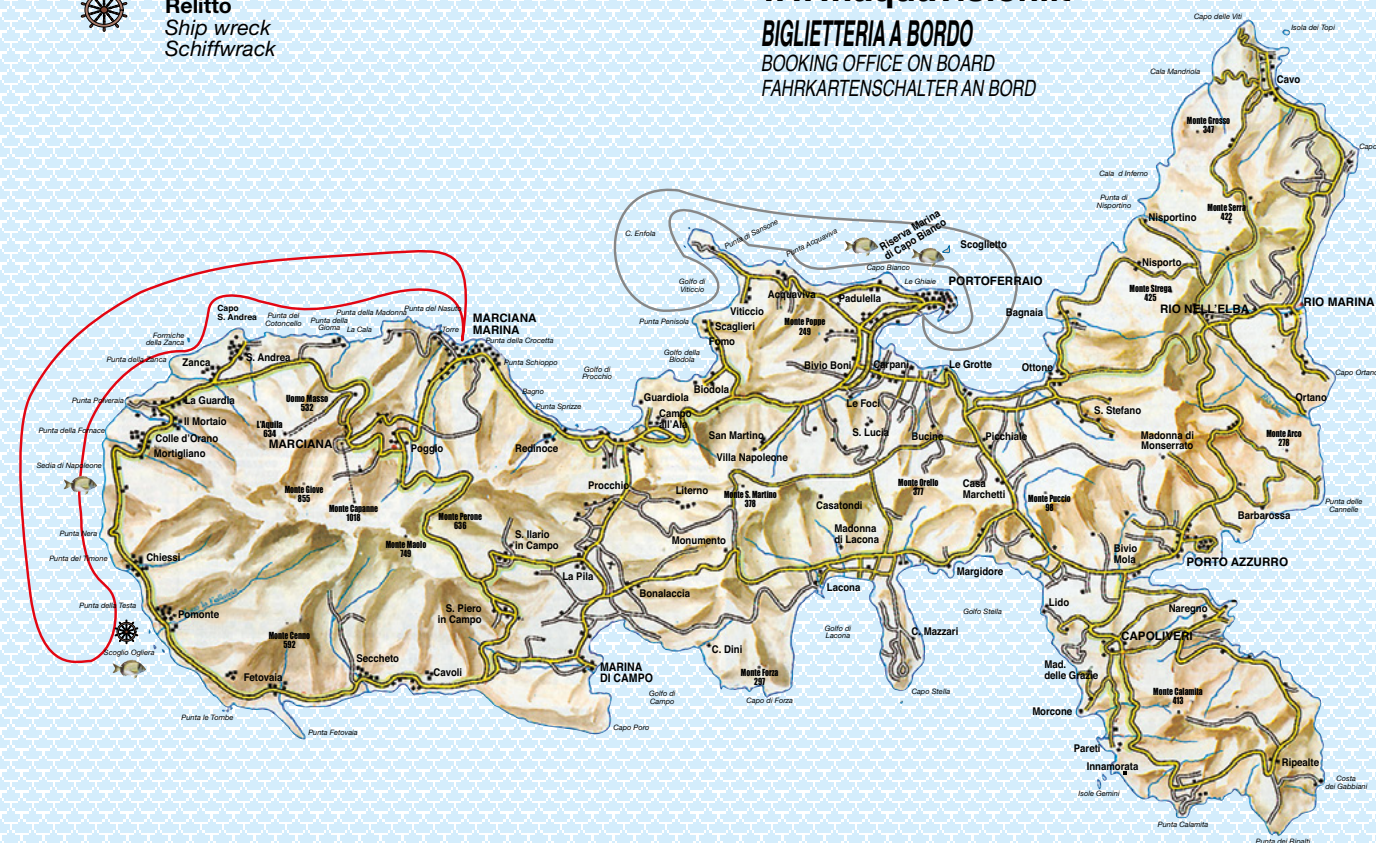 Relitto
Ship wreck
Schiffwrack
BIGLIETTERIA A BORDO
BOOKING OFFICE ON BOARD
FAHRKARTENSCHALTER AN BORD
Capo delle Viti
Isola dei Topi
Cala Mandriola
Cavo
Monte Grosso
347
Capo
Punta di
Nisportino
Nisportino
Monte Serra
422
Nisporto
Monte Strega
425
RIO NELL'ELBA
RIO MARINA
Bagnaia
Capo Ortano
Ortano
Ottone
C. Enfola
Punta di Sansone
Punta Acquaviva
Riserva Marina
di Capo Bianco
Scoglietto
Capo Bianco
Le Ghiaie
PORTOFERRAIO
Golfo di
Viticcio
Acquaviva
Padulella
Viticcio
Monte Poppe
249
Punta Penisola
Scaglieri
Forno
Golfo della
Biodola
Bivio Boni
Carpani
Le Grotte
Biodola
Golfo di
Procchio
Guardiola
Campo
all'Aia
Le Foci
S. Lucia
Bucine
Picchiaie
S. Stefano
Madonna di
Monserrato
Monte Arco
278
San Martino
Villa Napoleone
Capo
S. Andrea
Punta del
Cotoncello
Punta della
Gioma
Punta della Madonna
La Cala
Punta del Nasuto
Torre
MARCIANA
MARINA
Punta della Crocetta
Punta Schioppo
Formiche
della Zanca
Punta della Zanca
Zanca
S. Andrea
Bagno
Punta Sprizze
Punta Polveraia
La Guardia
Uomo Masso
532
Il Mortaio
L'Aquila
634
Punta della Fornace
Colle d'Orano
Mortigliano
MARCIANA
Poggio
Redinoce
Sedia di Napoleone
Monte Giove
855
Monte Capanne
1018
Monte Perone
636
Procchio
Literno
Monte S. Martino
378
Casatondi
Monte Orello
377
Casa
Marchetti
Monte Puccio
98
Punta delle
Cannelle
Barbarossa
Punta Nera
Monte Maolo
749
S. Ilario
in Campo
Monumento
Madonna
di Lacona
Bivio
Mola
PORTO AZZURRO
Punta del Timone
Chiessi
La Pila
Bonalaccia
Lacona
Margidore
Lido
Naregno
Punta della Testa
Pomonte
S. Piero
in Campo
Golfo Stella
Golfo di
Lacona
C. Mazzari
CAPOLIVERI
Scoglio Ogliera
Monte Cenno
592
C. Dini
Seccheto
Cavoli
Fetovaia
MARINA
DI CAMPO
Monte Forza
297
Mad.
delle Grazie
Golfo di
Campo
Capo di Forza
Capo Stella
Monte Calamita
413
Morcone
Punta le Tombe
Punta Fetovaia
Capo Poro
Pareti
Innamorata
Ripealte
Isole Gemini
Costa
dei Gabbiani
Punta Calamita
Punta dei Ripalti